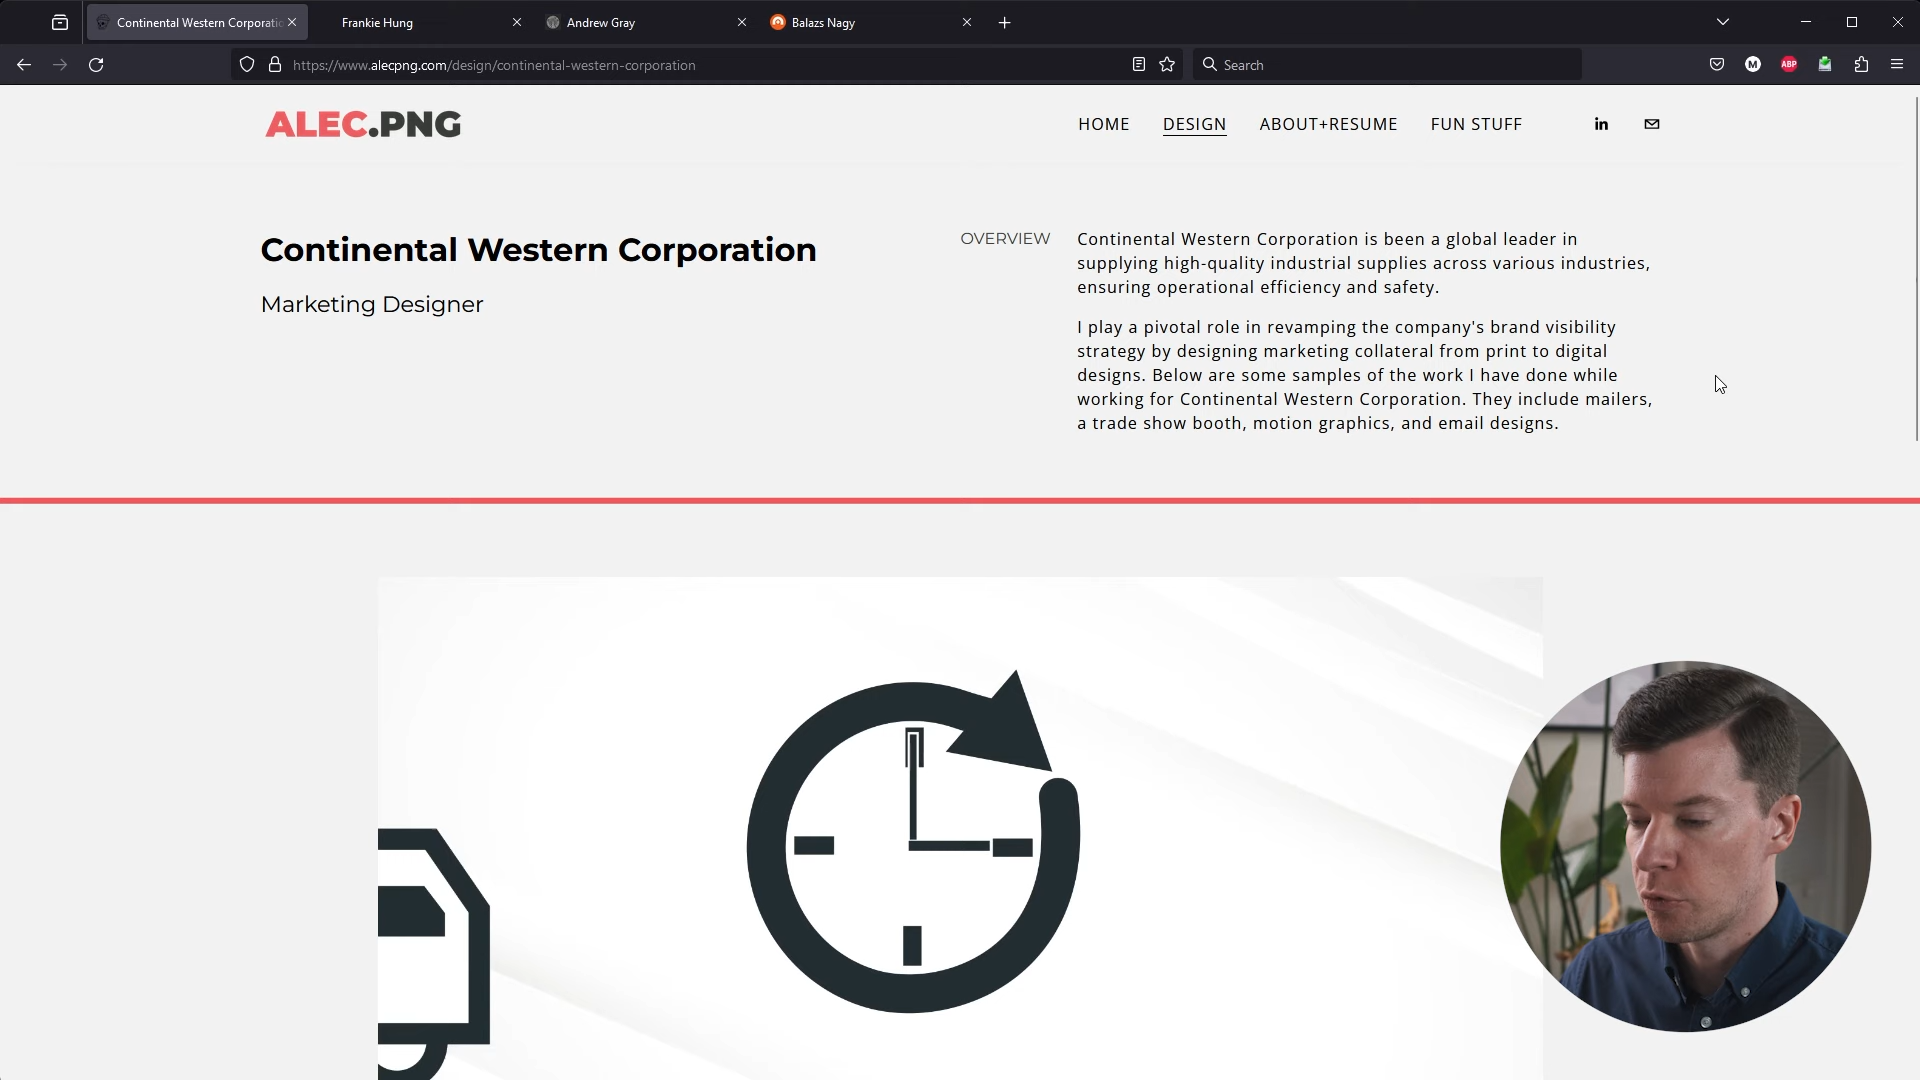 Continental Western Corporatio
Frankie Hung
Andrew Gray
Balazs Nagy
https://www.alecpng.com/design/continental-western-corporation
Search
M
ABP
ALEC.PNG
HOME
DESIGN
ABOUT+RESUME
FUN STUFF
in
Continental Western Corporation
Marketing Designer
OVERVIEW
Continental Western Corporation is been a global leader in
supplying high-quality industrial supplies across various industries,
ensuring operational efficiency and safety.
I play a pivotal role in revamping the company's brand visibility
strategy by designing marketing collateral from print to digital
designs. Below are some samples of the work I have done while
working for Continental Western Corporation. They include mailers,
a trade show booth, motion graphics, and email designs.